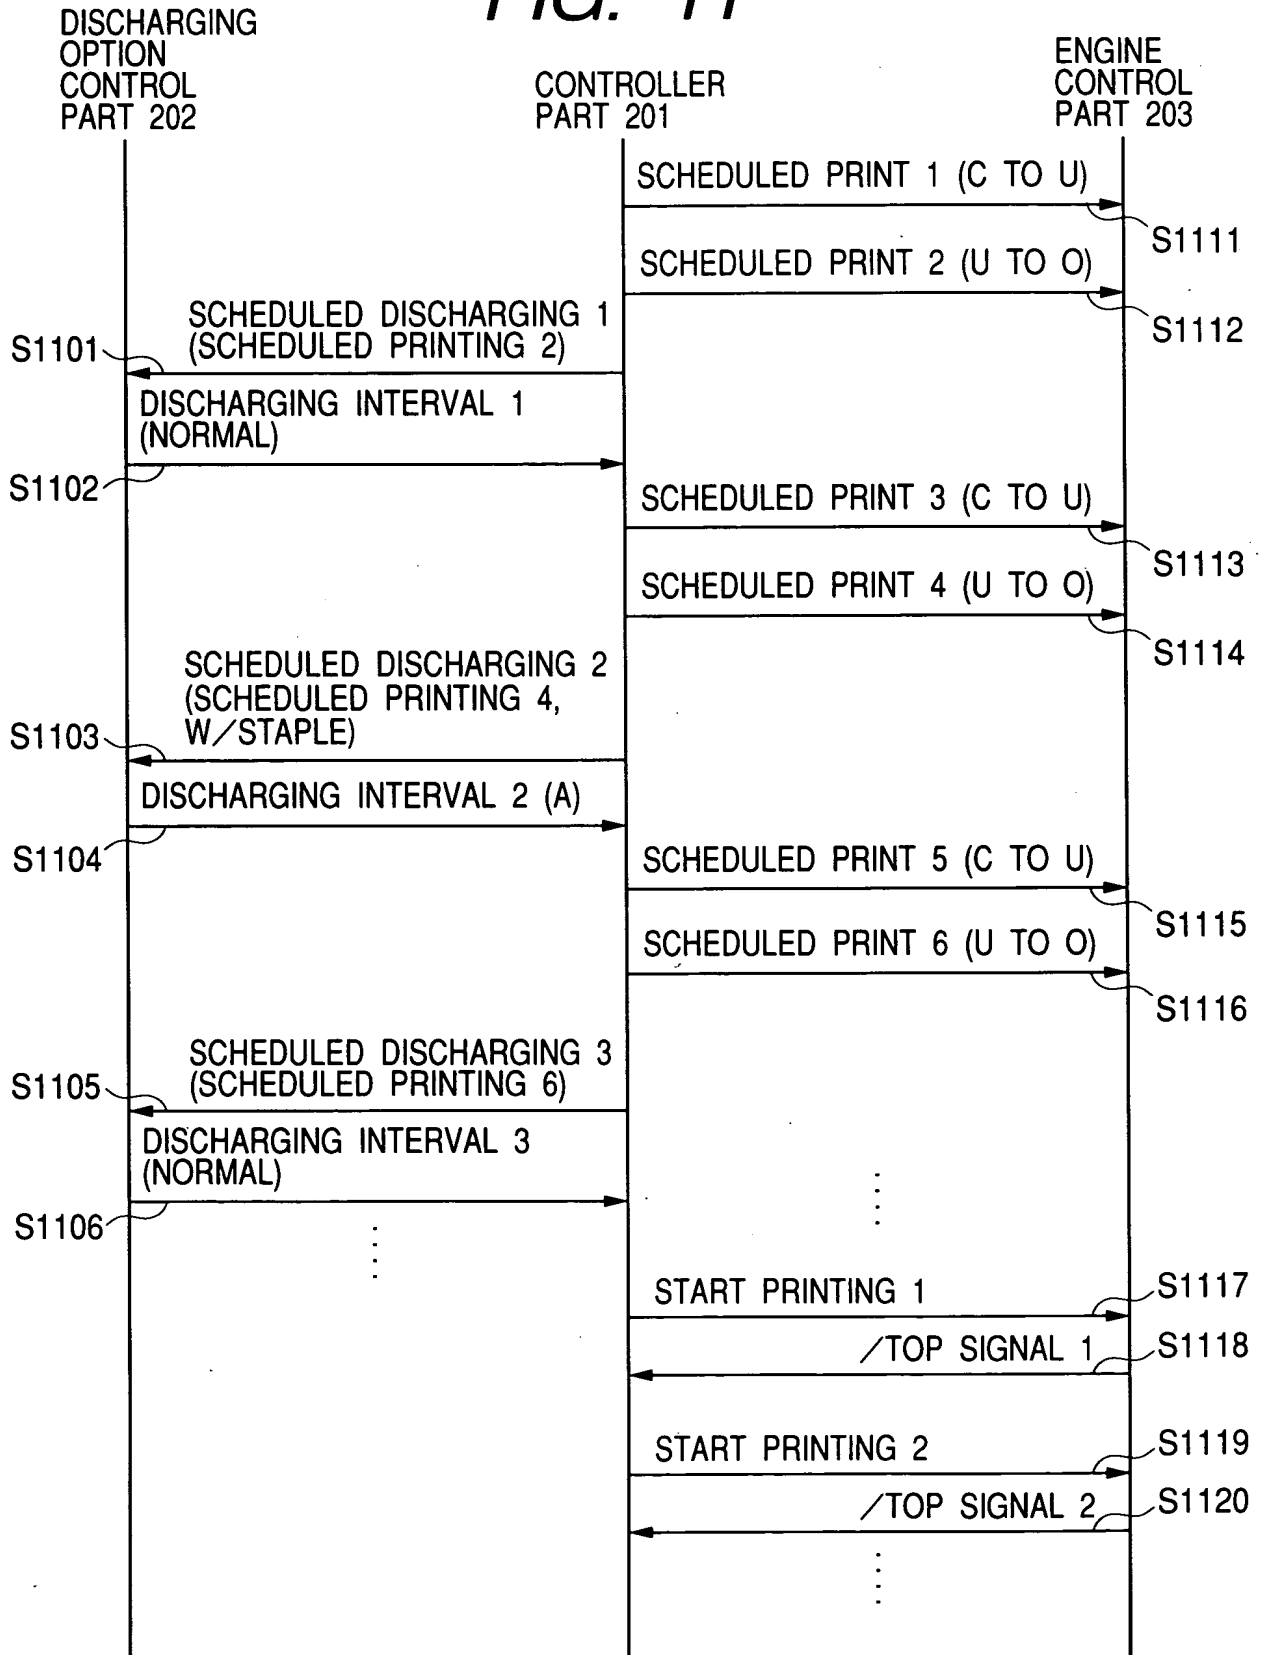 FIG. 11
DISCHARGING
OPTION
CONTROL
PART 202
CONTROLLER
PART 201
ENGINE
CONTROL
PART 203
SCHEDULED PRINT 1 (C TO U)
S1111
SCHEDULED PRINT 2 (U TO O)
S1112
SCHEDULED DISCHARGING 1
(SCHEDULED PRINTING 2)
S1101
DISCHARGING INTERVAL 1
(NORMAL)
S1102
SCHEDULED PRINT 3 (C TO U)
S1113
SCHEDULED PRINT 4 (U TO O)
S1114
SCHEDULED DISCHARGING 2
(SCHEDULED PRINTING 4,
W/STAPLE)
S1103
DISCHARGING INTERVAL 2 (A)
S1104
SCHEDULED PRINT 5 (C TO U)
S1115
SCHEDULED PRINT 6 (U TO O)
S1116
SCHEDULED DISCHARGING 3
(SCHEDULED PRINTING 6)
S1105
DISCHARGING INTERVAL 3
(NORMAL)
S1106
START PRINTING 1
S1117
/TOP SIGNAL 1
S1118
START PRINTING 2
S1119
/TOP SIGNAL 2
S1120